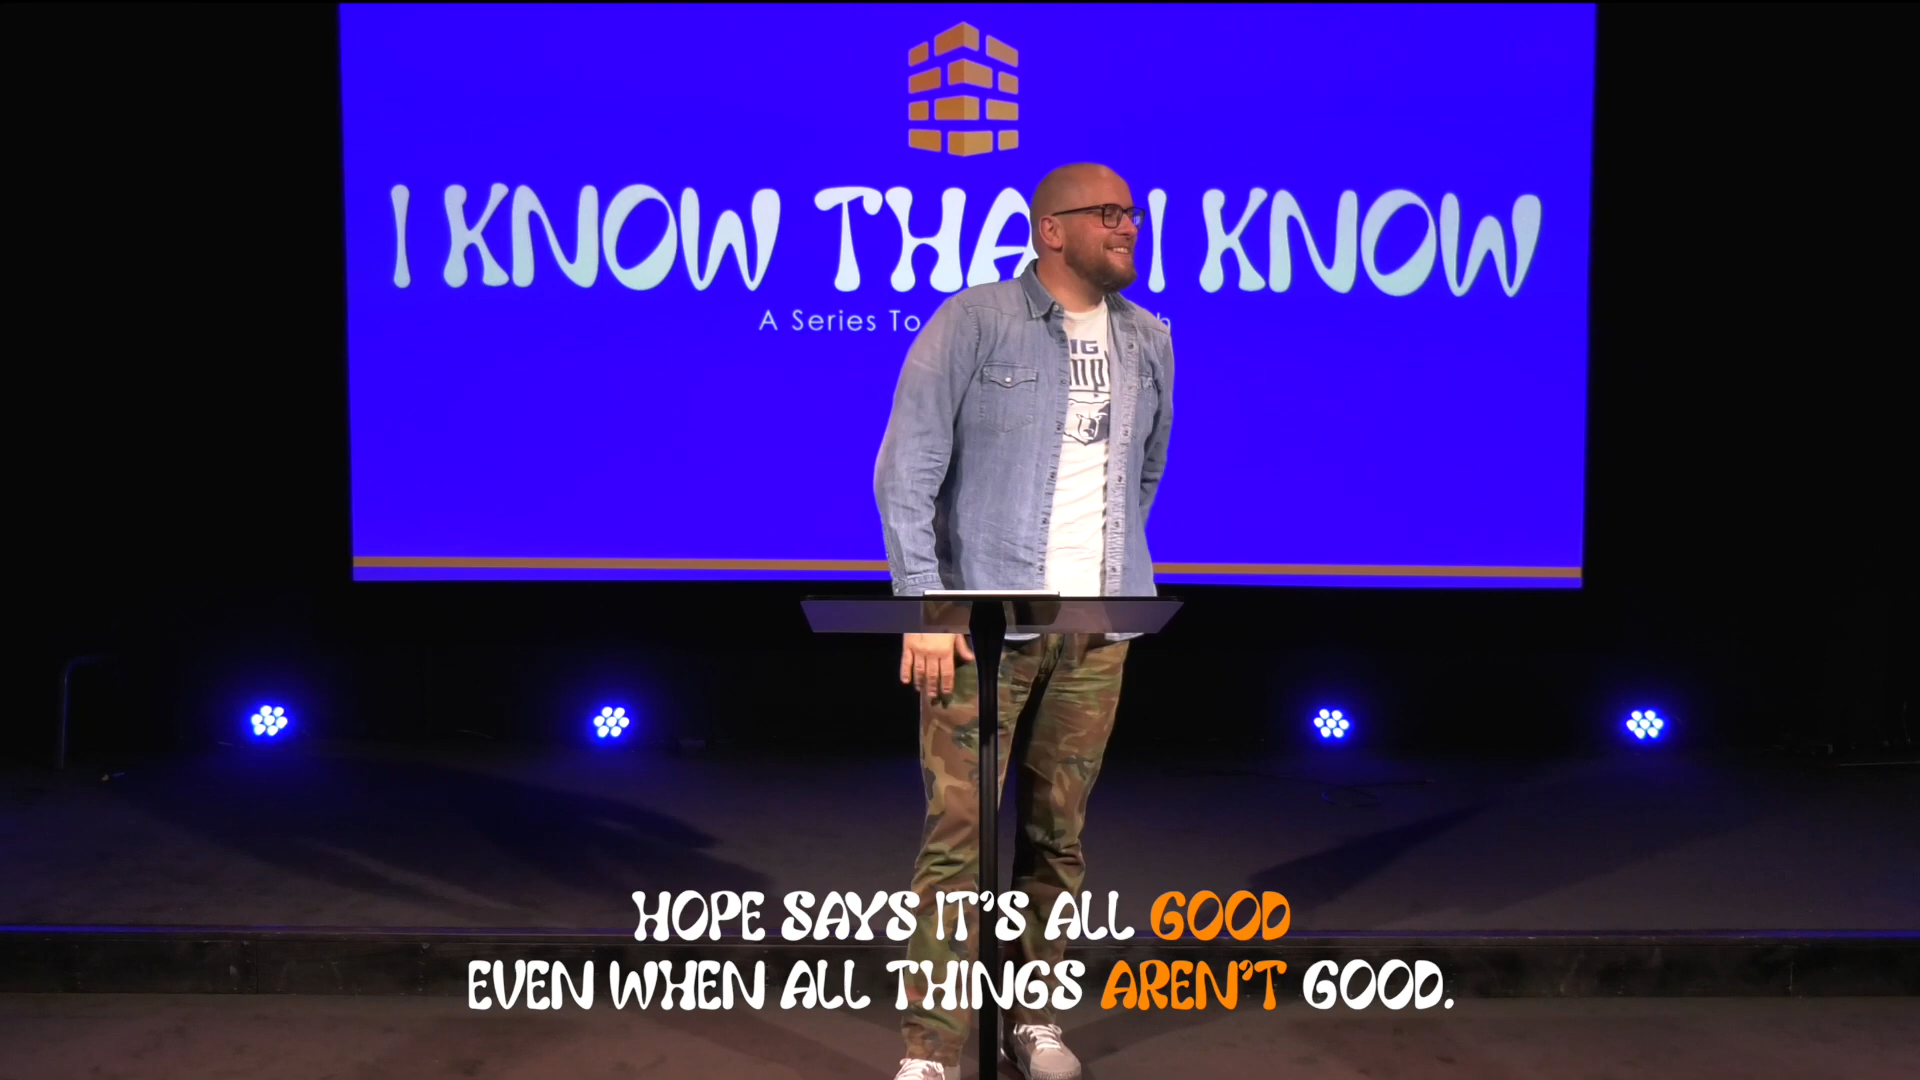 I KNOW THA I KNOW
A Series To
HOPE SAYS IT'S ALL GOOD
EVEN WHEN ALL THINGS AREN'T GOOD.